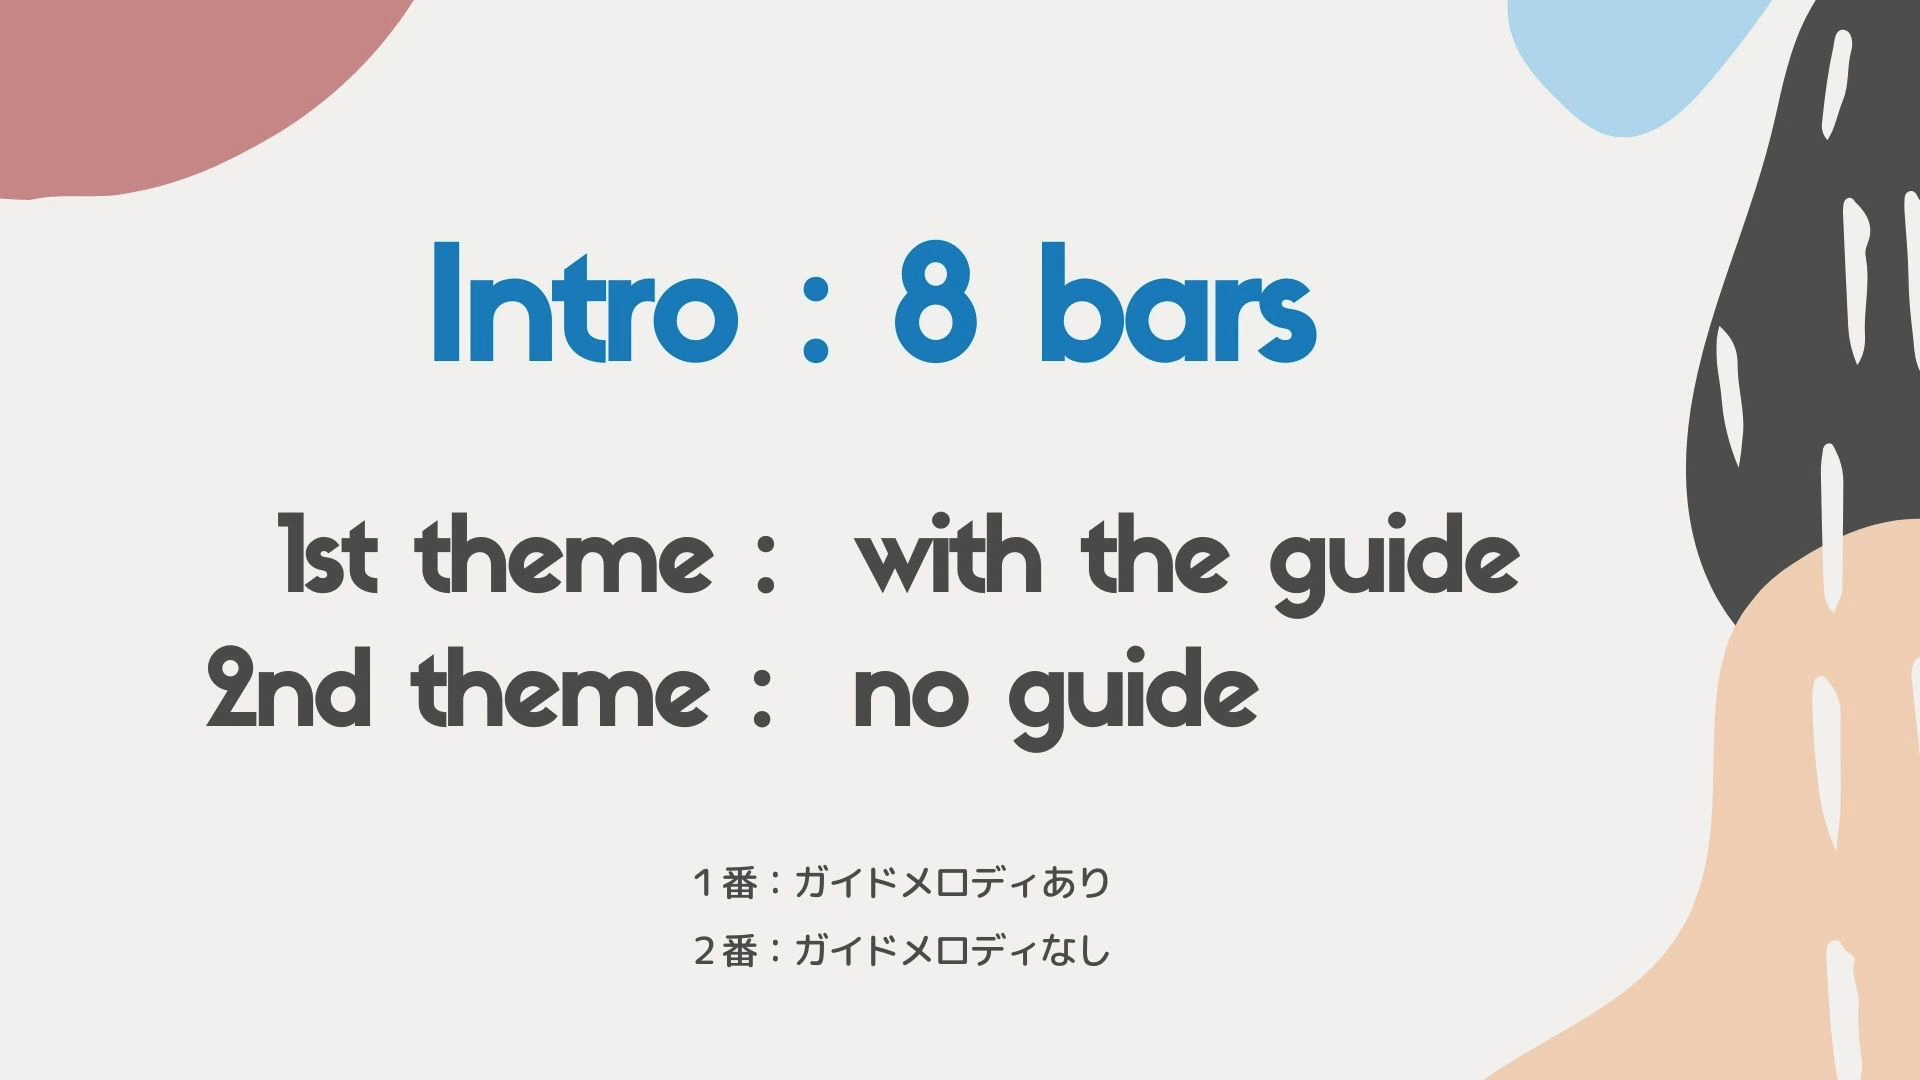 Intro : 8 bars
1st theme : with the guide
2nd theme : no guide
１番：ガイドメロディあり
２番：ガイドメロディなし